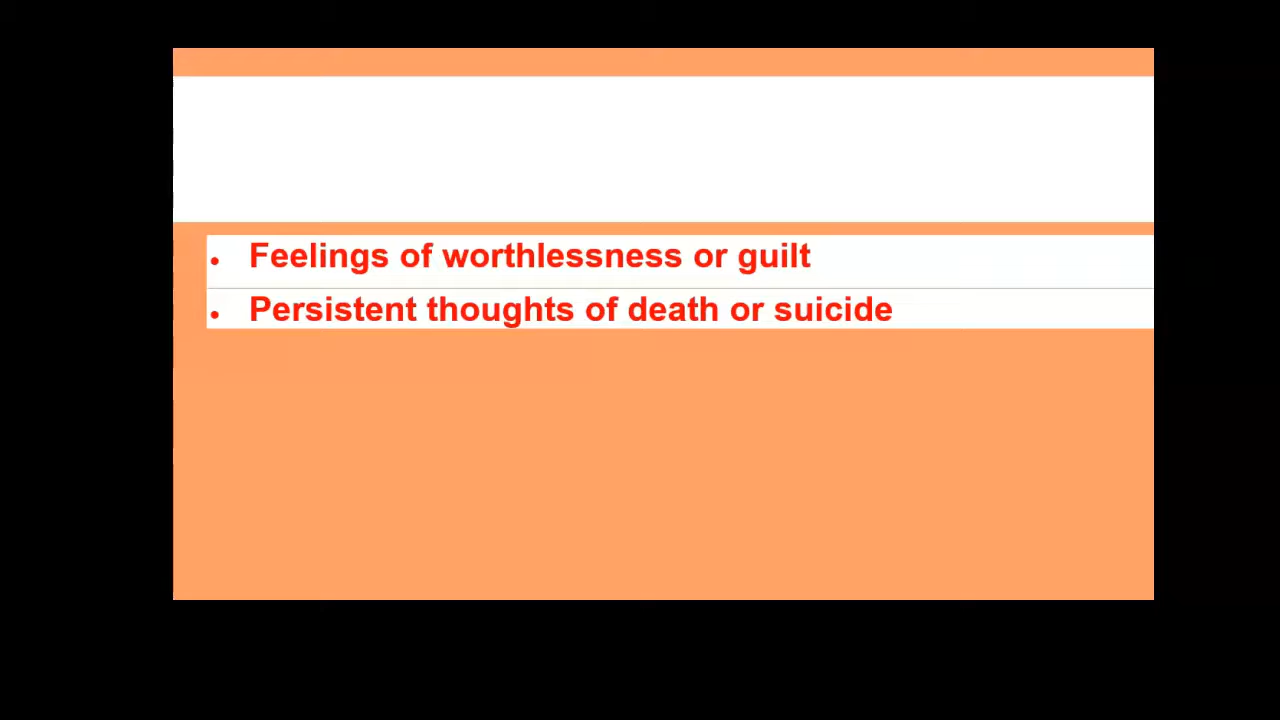 • Feelings of worthlessness or guilt
• Persistent thoughts of death or suicide